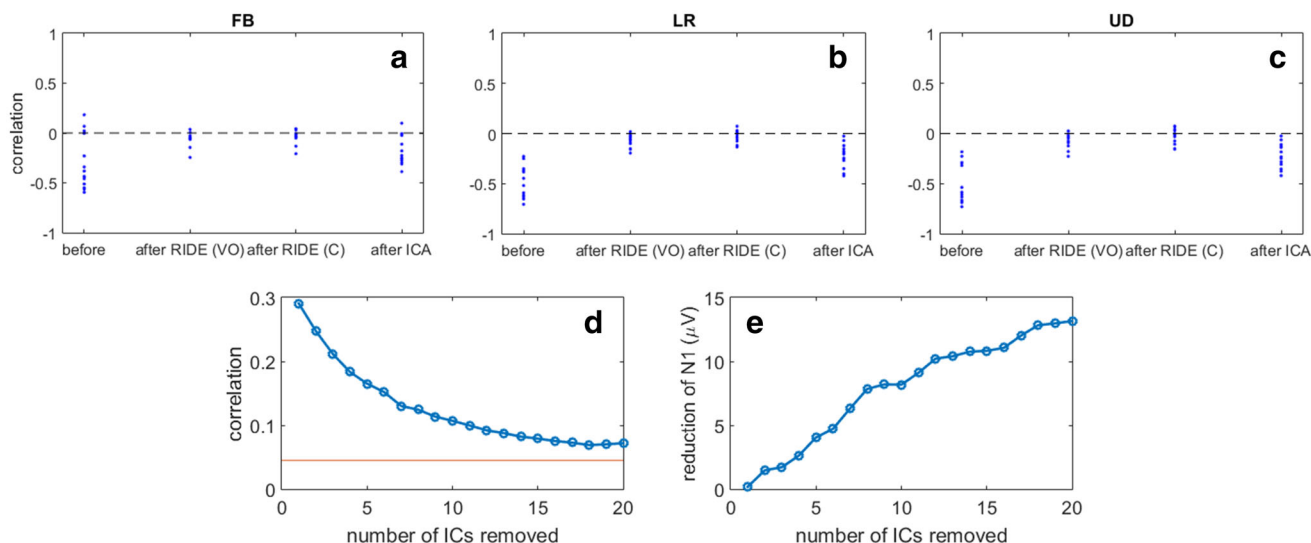 FB
LR
UD
a
b
c
correlation
1
0.5
0
-0.5
-1
1
0.5
0
-0.5
-1
1
0.5
0
-0.5
-1
before after RIDE (VO) after RIDE (C) after ICA
before after RIDE (VO) after RIDE (C) after ICA
before after RIDE (VO) after RIDE (C) after ICA
d
correlation
0.3
0.2
0.1
0
0 5 10 15 20
number of ICs removed
e
reduction of N1 (μV)
15
10
5
0
0 5 10 15 20
number of ICs removed